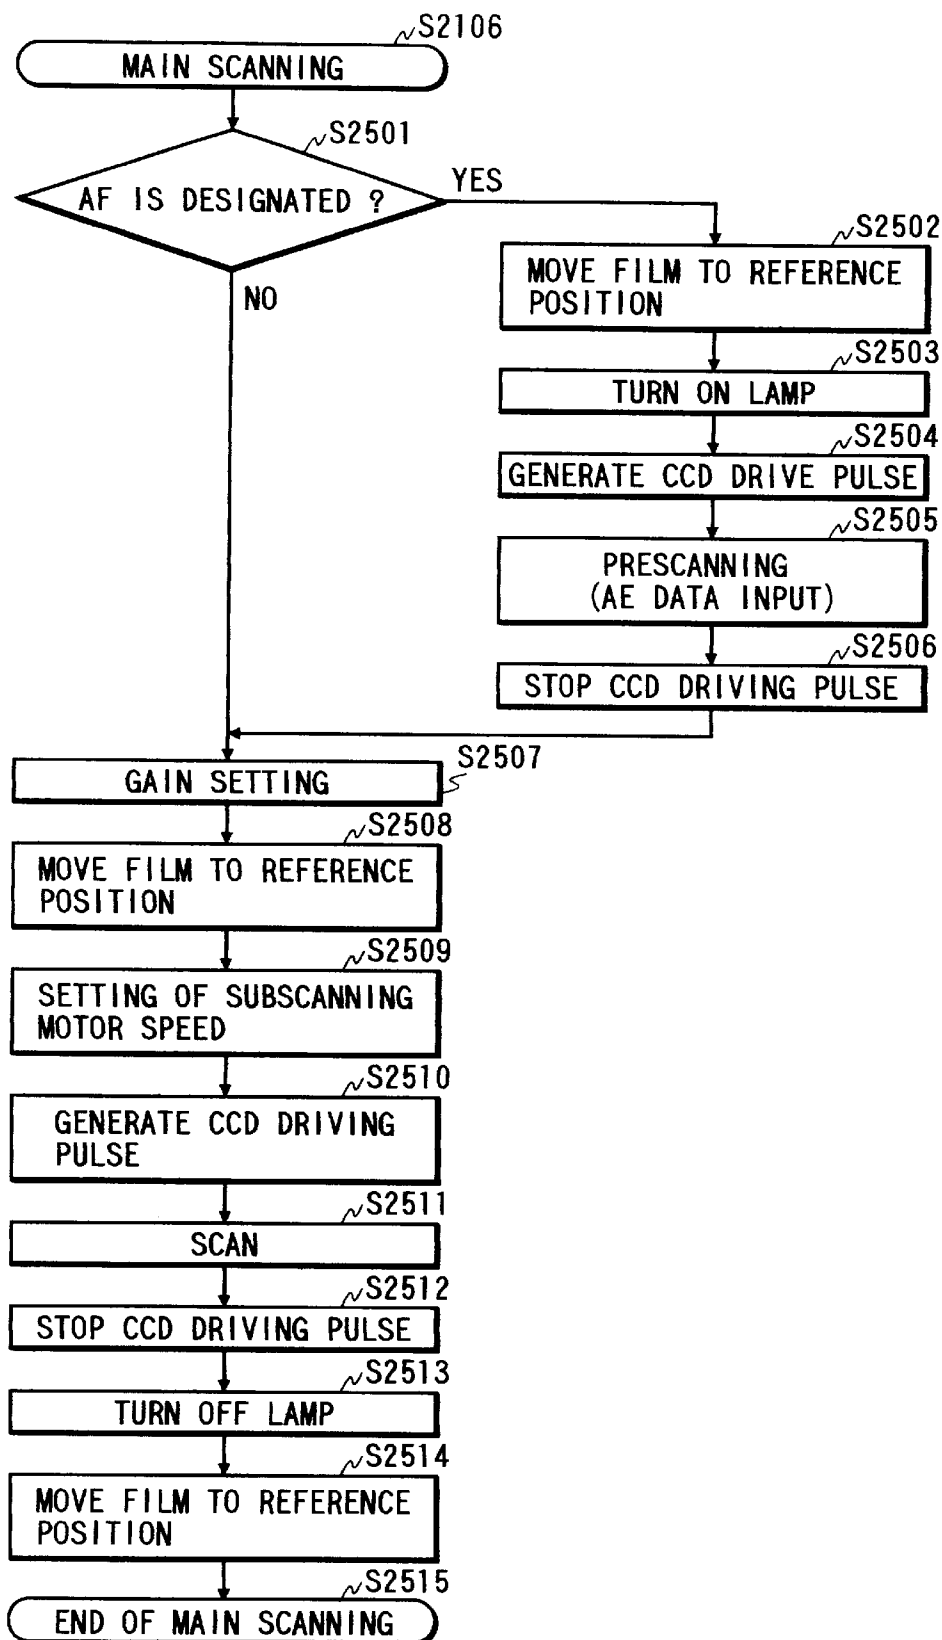 S2106
MAIN SCANNING
S2501
AF IS DESIGNATED ?
YES
NO
S2502
MOVE FILM TO REFERENCE
POSITION
S2503
TURN ON LAMP
S2504
GENERATE CCD DRIVE PULSE
S2505
PRESCANNING
(AE DATA INPUT)
S2506
STOP CCD DRIVING PULSE
S2507
GAIN SETTING
S2508
MOVE FILM TO REFERENCE
POSITION
S2509
SETTING OF SUBSCANNING
MOTOR SPEED
S2510
GENERATE CCD DRIVING
PULSE
S2511
SCAN
S2512
STOP CCD DRIVING PULSE
S2513
TURN OFF LAMP
S2514
MOVE FILM TO REFERENCE
POSITION
S2515
END OF MAIN SCANNING